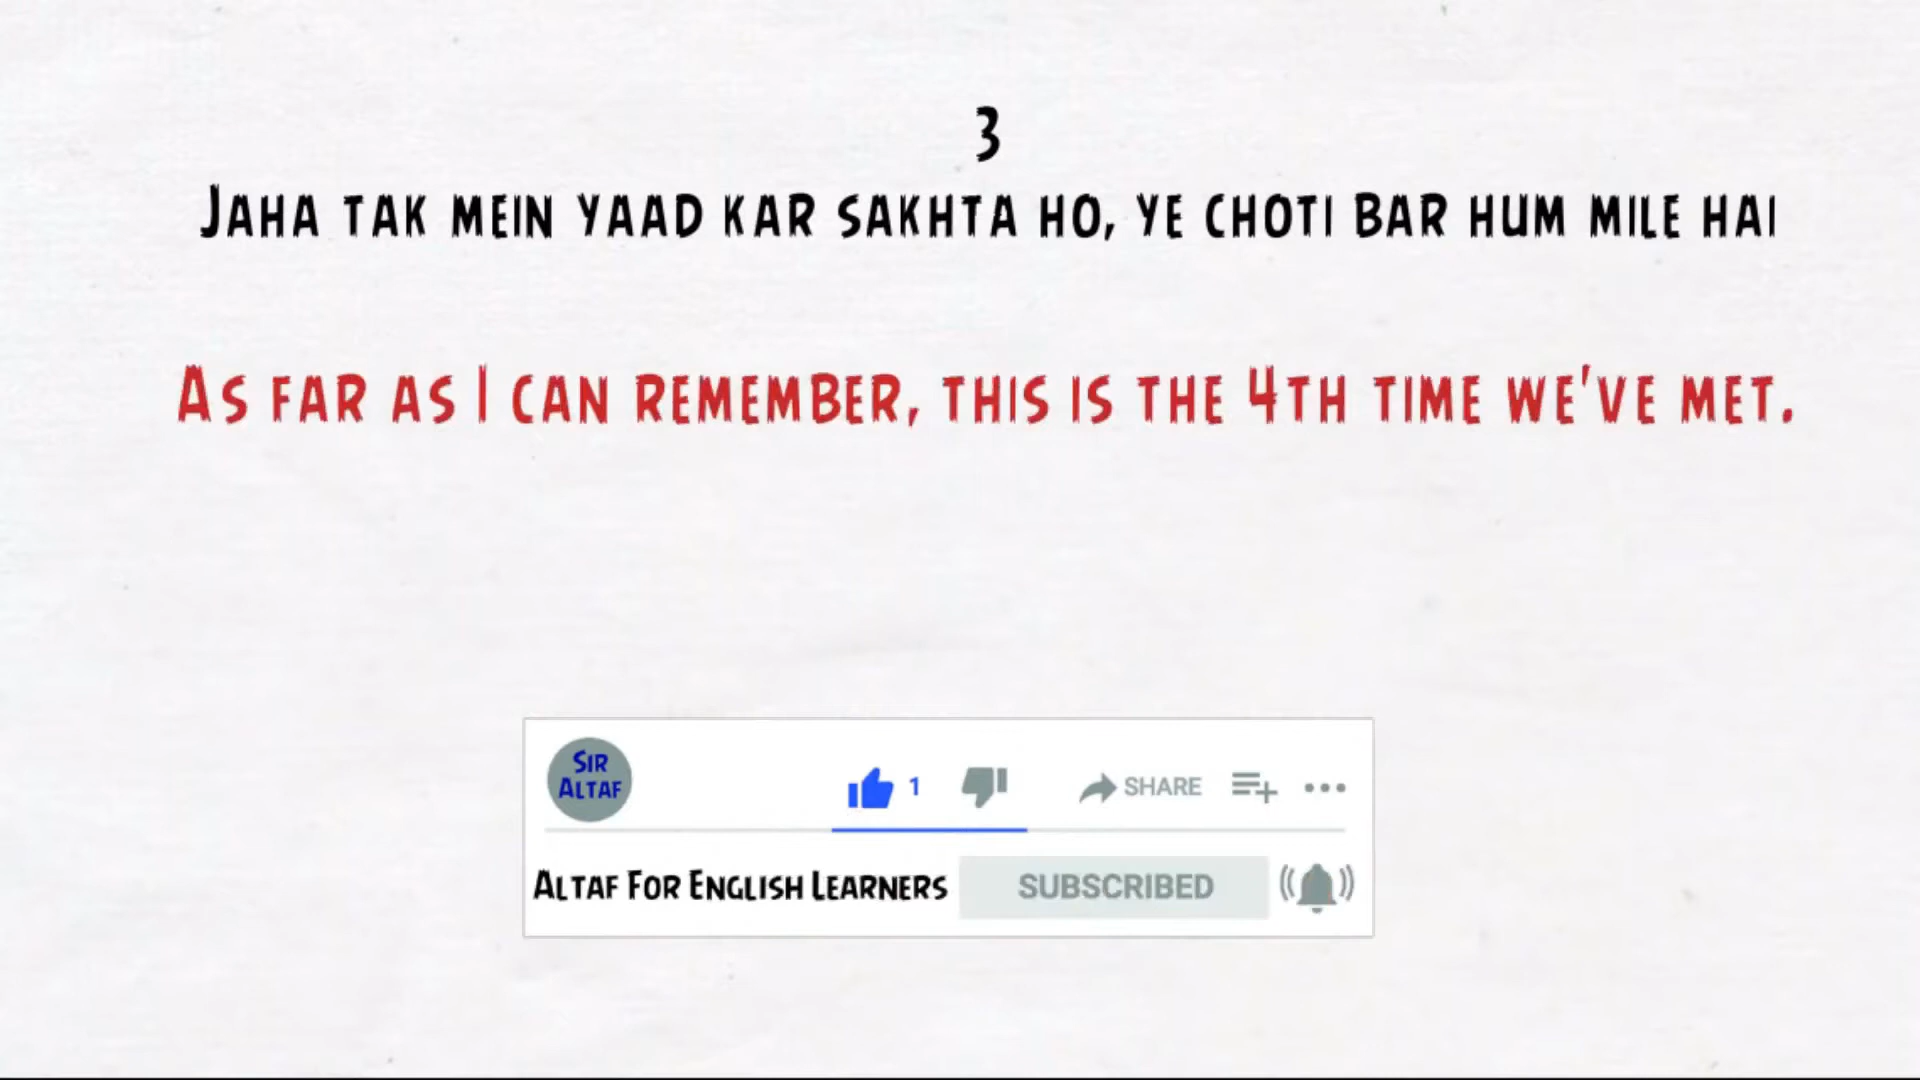 3
Jaha tak mein yaad kar sakhta ho, ye choti bar hum mile hai
As far as I can remember, this is the 4th time we've met.
Sir
Altaf
1
SHARE
Altaf For English Learners
SUBSCRIBED